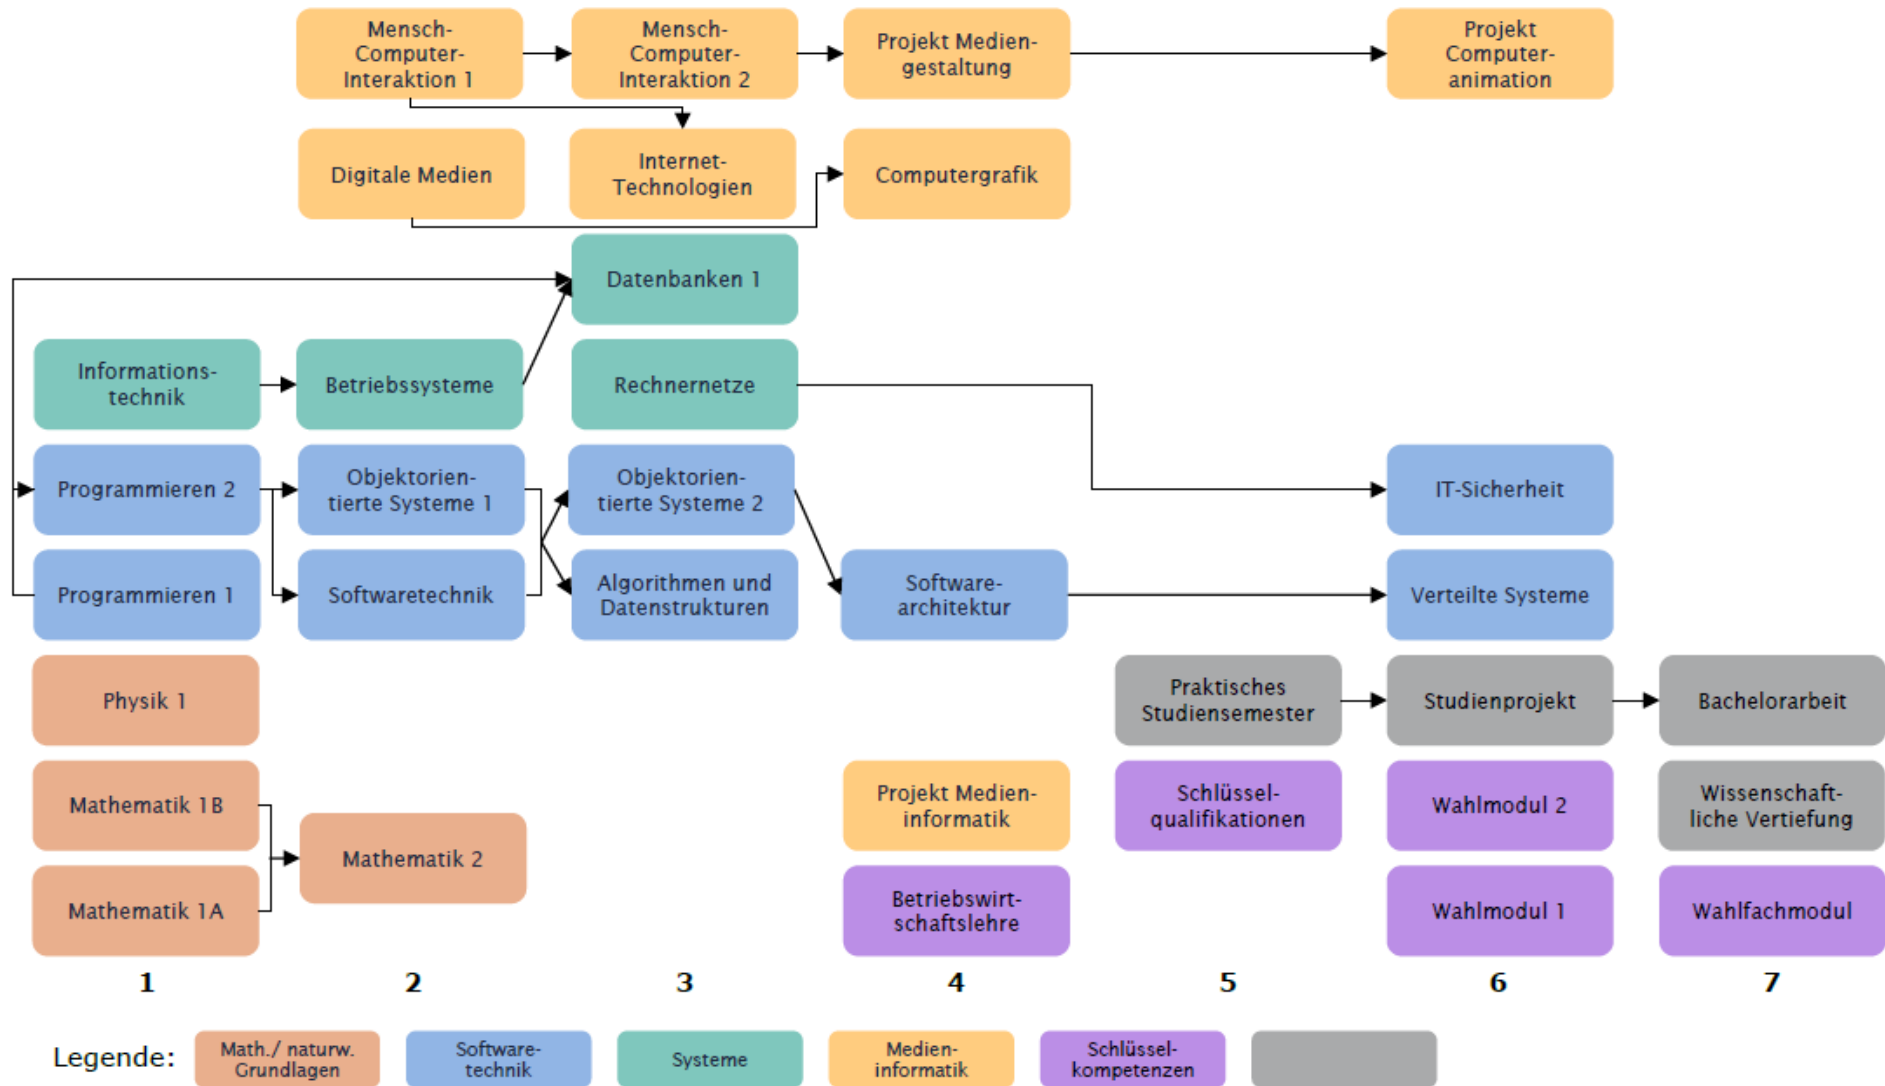 Mensch-
Computer-
Interaktion 1
Mensch-
Computer-
Interaktion 2
Projekt Medien-
gestaltung
Projekt
Computer-
animation
Digitale Medien
Internet-
Technologien
Computergrafik
Datenbanken 1
Informations-
technik
Betriebssysteme
Rechnernetze
Programmieren 2
Objektorien-
tierte Systeme 1
Objektorien-
tierte Systeme 2
IT-Sicherheit
Programmieren 1
Softwaretechnik
Algorithmen und
Datenstrukturen
Software-
architektur
Verteilte Systeme
Physik 1
Praktisches
Studiensemester
Studienprojekt
Bachelorarbeit
Mathematik 1B
Mathematik 2
Projekt Medien-
informatik
Schlüssel-
qualifikationen
Wahlmodul 2
Wissenschaft-
liche Vertiefung
Mathematik 1A
Betriebswirt-
schaftslehre
Wahlmodul 1
Wahlfachmodul
1 2 3 4 5 6 7
Legende:
Math./ naturw.
Grundlagen
Software-
technik
Systeme
Medien-
informatik
Schlüssel-
kompetenzen